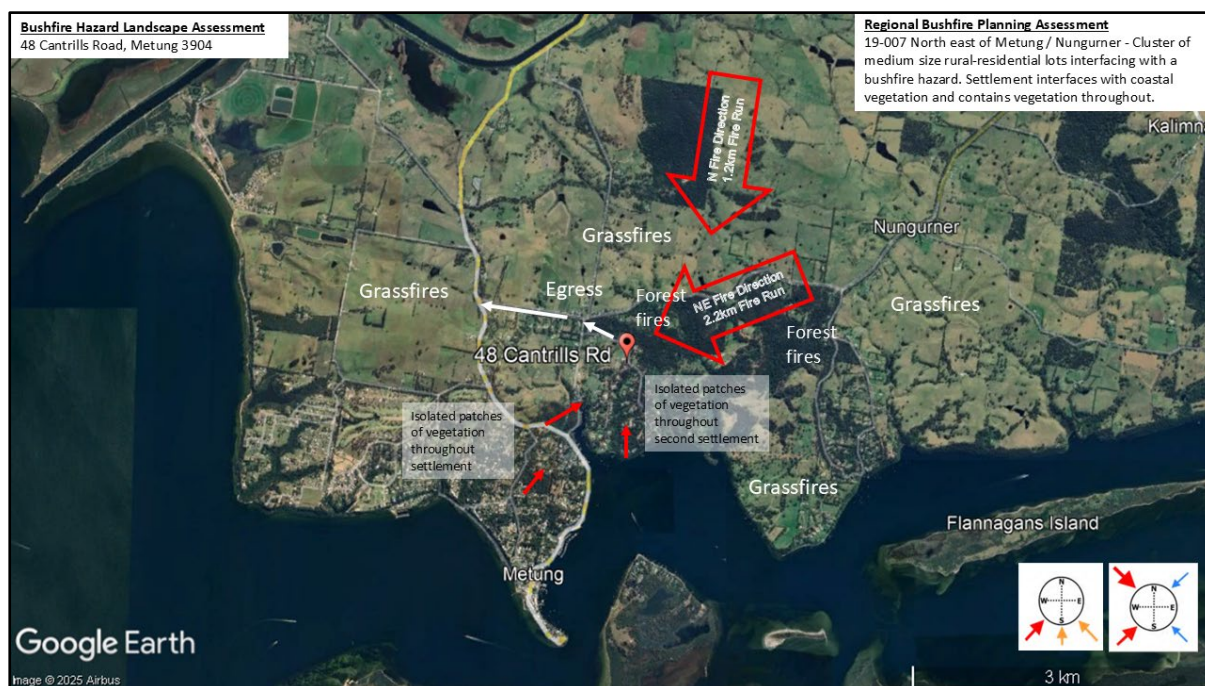 Bushfire Hazard Landscape Assessment
48 Cantrills Road, Metung 3904
Regional Bushfire Planning Assessment
19-007 North east of Metung / Nungurner - Cluster of
medium size rural-residential lots interfacing with a
bushfire hazard. Settlement interfaces with coastal
vegetation and contains vegetation throughout.
Kalimna
N Fire Direction
1.2km Fire Run
Nungurner
Grassfires
NE Fire Direction
2.2km Fire Run
Grassfires
Egress
Forest
fires
Grassfires
Forest
fires
48 Cantrills Rd
Isolated patches
of vegetation
throughout
settlement
Isolated patches
of vegetation
throughout
second settlement
Grassfires
Flannagans Island
Metung
N
W
E
S
N
W
E
S
Google Earth
Image © 2025 Airbus
3 km